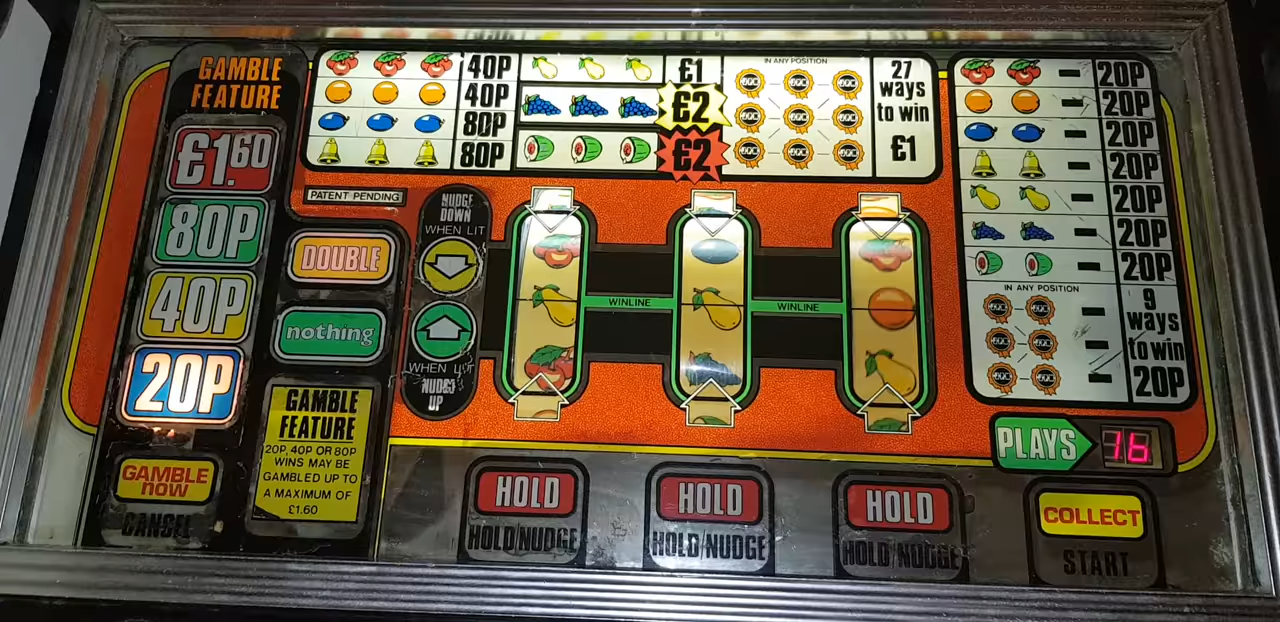 GAMBLE
FEATURE
£1.60
80P
40P
20P
GAMBLE
NOW
CANCEL
DOUBLE
nothing
GAMBLE
FEATURE
20P, 40P OR 80P
WINS MAY BE
GAMBLED UP TO
A MAXIMUM OF
£1.60
40P
40P
80P
80P
£1
£2
£2
IN ANY POSITION
27
ways
to win
£1
PATENT PENDING
NUDGE
DOWN
WHEN LIT
WHEN LIT
NUDGE
UP
WINLINE
WINLINE
20P
20P
20P
20P
20P
20P
20P
IN ANY POSITION
9
ways
to win
20P
PLAYS
16
HOLD
HOLD/NUDGE
HOLD
HOLD/NUDGE
HOLD
HOLD/NUDGE
COLLECT
START